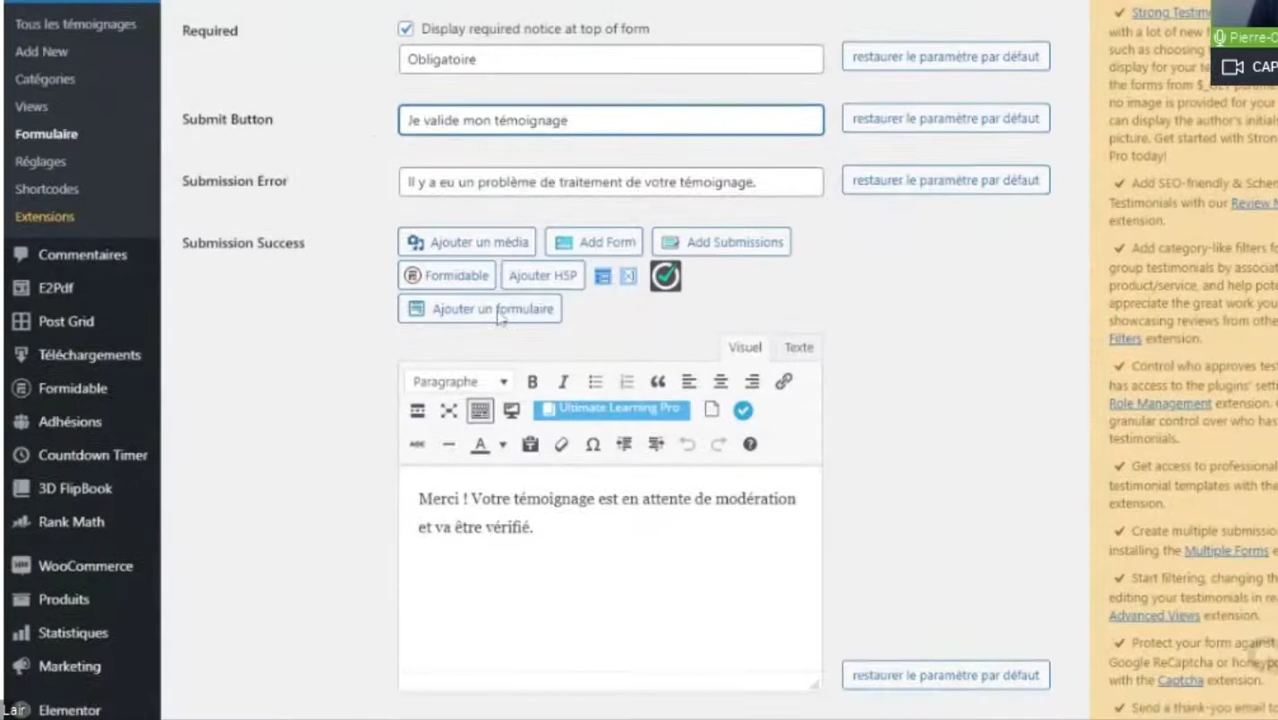 Tous les témoignages
Add New
Catégories
Views
Formulaire
Réglages
Shortcodes
Extensions
Commentaires
E2Pdf
Post Grid
Téléchargements
Formidable
Adhésions
Countdown Timer
3D FlipBook
Rank Math
WooCommerce
Produits
Statistiques
Marketing
Elementor
Lair
Required
Display required notice at top of form
Obligatoire
restaurer le paramètre par défaut
Submit Button
Je valide mon témoignage
restaurer le paramètre par défaut
Submission Error
Il y a eu un problème de traitement de votre témoignage.
restaurer le paramètre par défaut
Submission Success
Ajouter un média
Add Form
Add Submissions
Formidable
Ajouter H5P
Ajouter un formulaire
Visuel
Texte
Paragraphe
Ultimate Learning Pro
ABC
Merci ! Votre témoignage est en attente de modération
et va être vérifié.
restaurer le paramètre par défaut
Strong Testim
with a lot of new f
such as choosing
display for your te
the forms from
no image is provided for your
can display the author's initials
picture. Get started with Stron
Pro today!
Add SEO-friendly & Schem
Testimonials with our Review M
extension.
Add category-like filters fo
group testimonials by associat
product/service, and help pote
appreciate the great work you
showcasing reviews from othe
Filters extension.
Control who approves test
has access to the plugins' sett
Role Management extension. 
granular control over who has
testimonials.
Get access to professional
testimonial templates with the
extension.
Create multiple submissio
installing the Multiple Forms e
Start filtering, changing th
editing your testimonials in re
Advanced Views extension.
Protect your form against
Google ReCaptcha or honeypo
with the Captcha extension.
Send a thank-you email to
Pierre-O
CAP